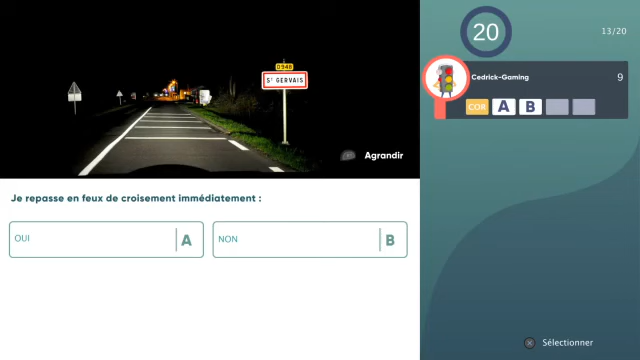 20
13/20
D948
ST GERVAIS
Cedrick-Gaming
9
COR
A
B
Agrandir
Je repasse en feux de croisement immédiatement :
OUI
A
NON
B
Sélectionner